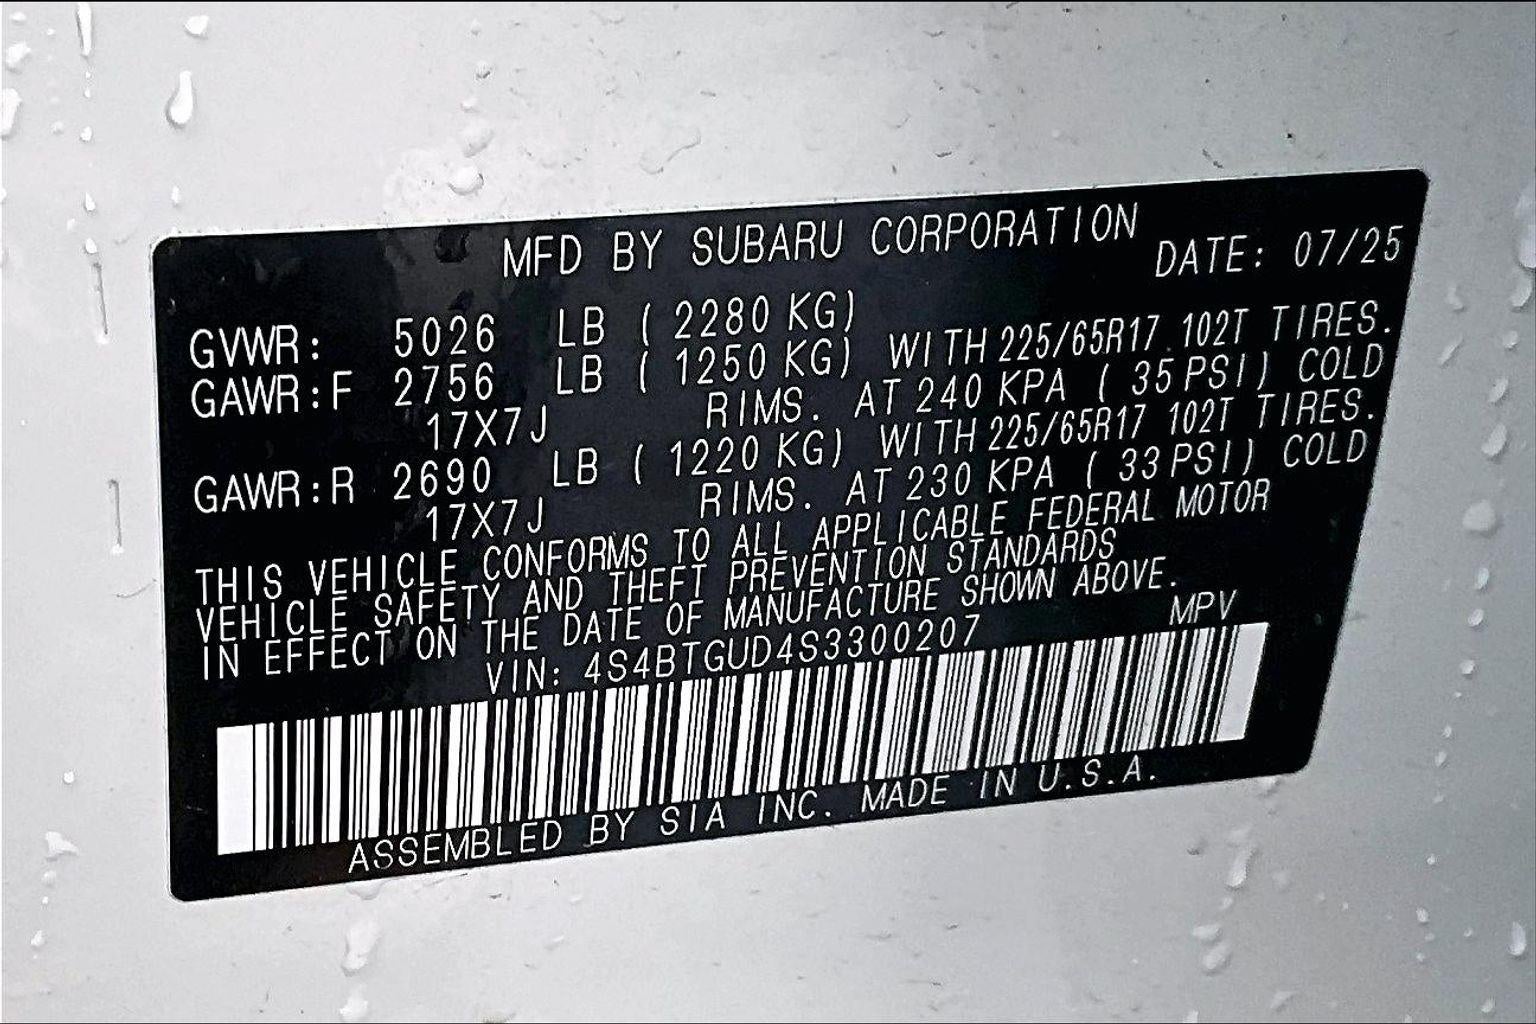 MFD BY SUBARU CORPORATION DATE: 07/25
GVWR: 5026 LB ( 2280 KG)
GAWR:F 2756 LB ( 1250 KG) WITH 225/65R17 102T TIRES.
17X7J RIMS. AT 240 KPA ( 35 PSI) COLD
GAWR:R 2690 LB ( 1220 KG) WITH 225/65R17 102T TIRES.
17X7J RIMS. AT 230 KPA ( 33 PSI) COLD
THIS VEHICLE CONFORMS TO ALL APPLICABLE FEDERAL MOTOR
VEHICLE SAFETY AND THEFT PREVENTION STANDARDS
IN EFFECT ON THE DATE OF MANUFACTURE SHOWN ABOVE.
VIN: 4S4BTGUD4S3300207 MPV
ASSEMBLED BY SIA INC. MADE IN U.S.A.